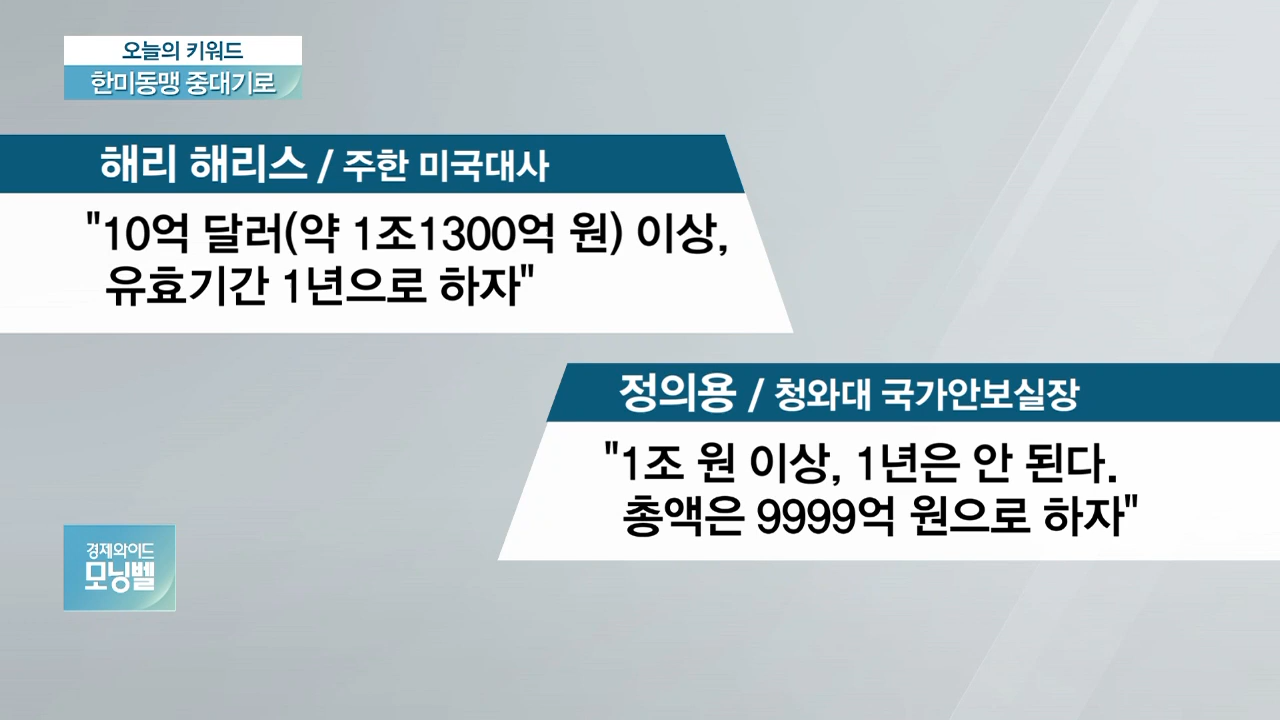 오늘의 키워드
한미동맹 중대기로
해리 해리스 / 주한 미국대사
"10억 달러(약 1조1300억 원) 이상,
유효기간 1년으로 하자"
정의용 / 청와대 국가안보실장
"1조 원 이상, 1년은 안 된다.
총액은 9999억 원으로 하자"
경제와이드
모닝벨